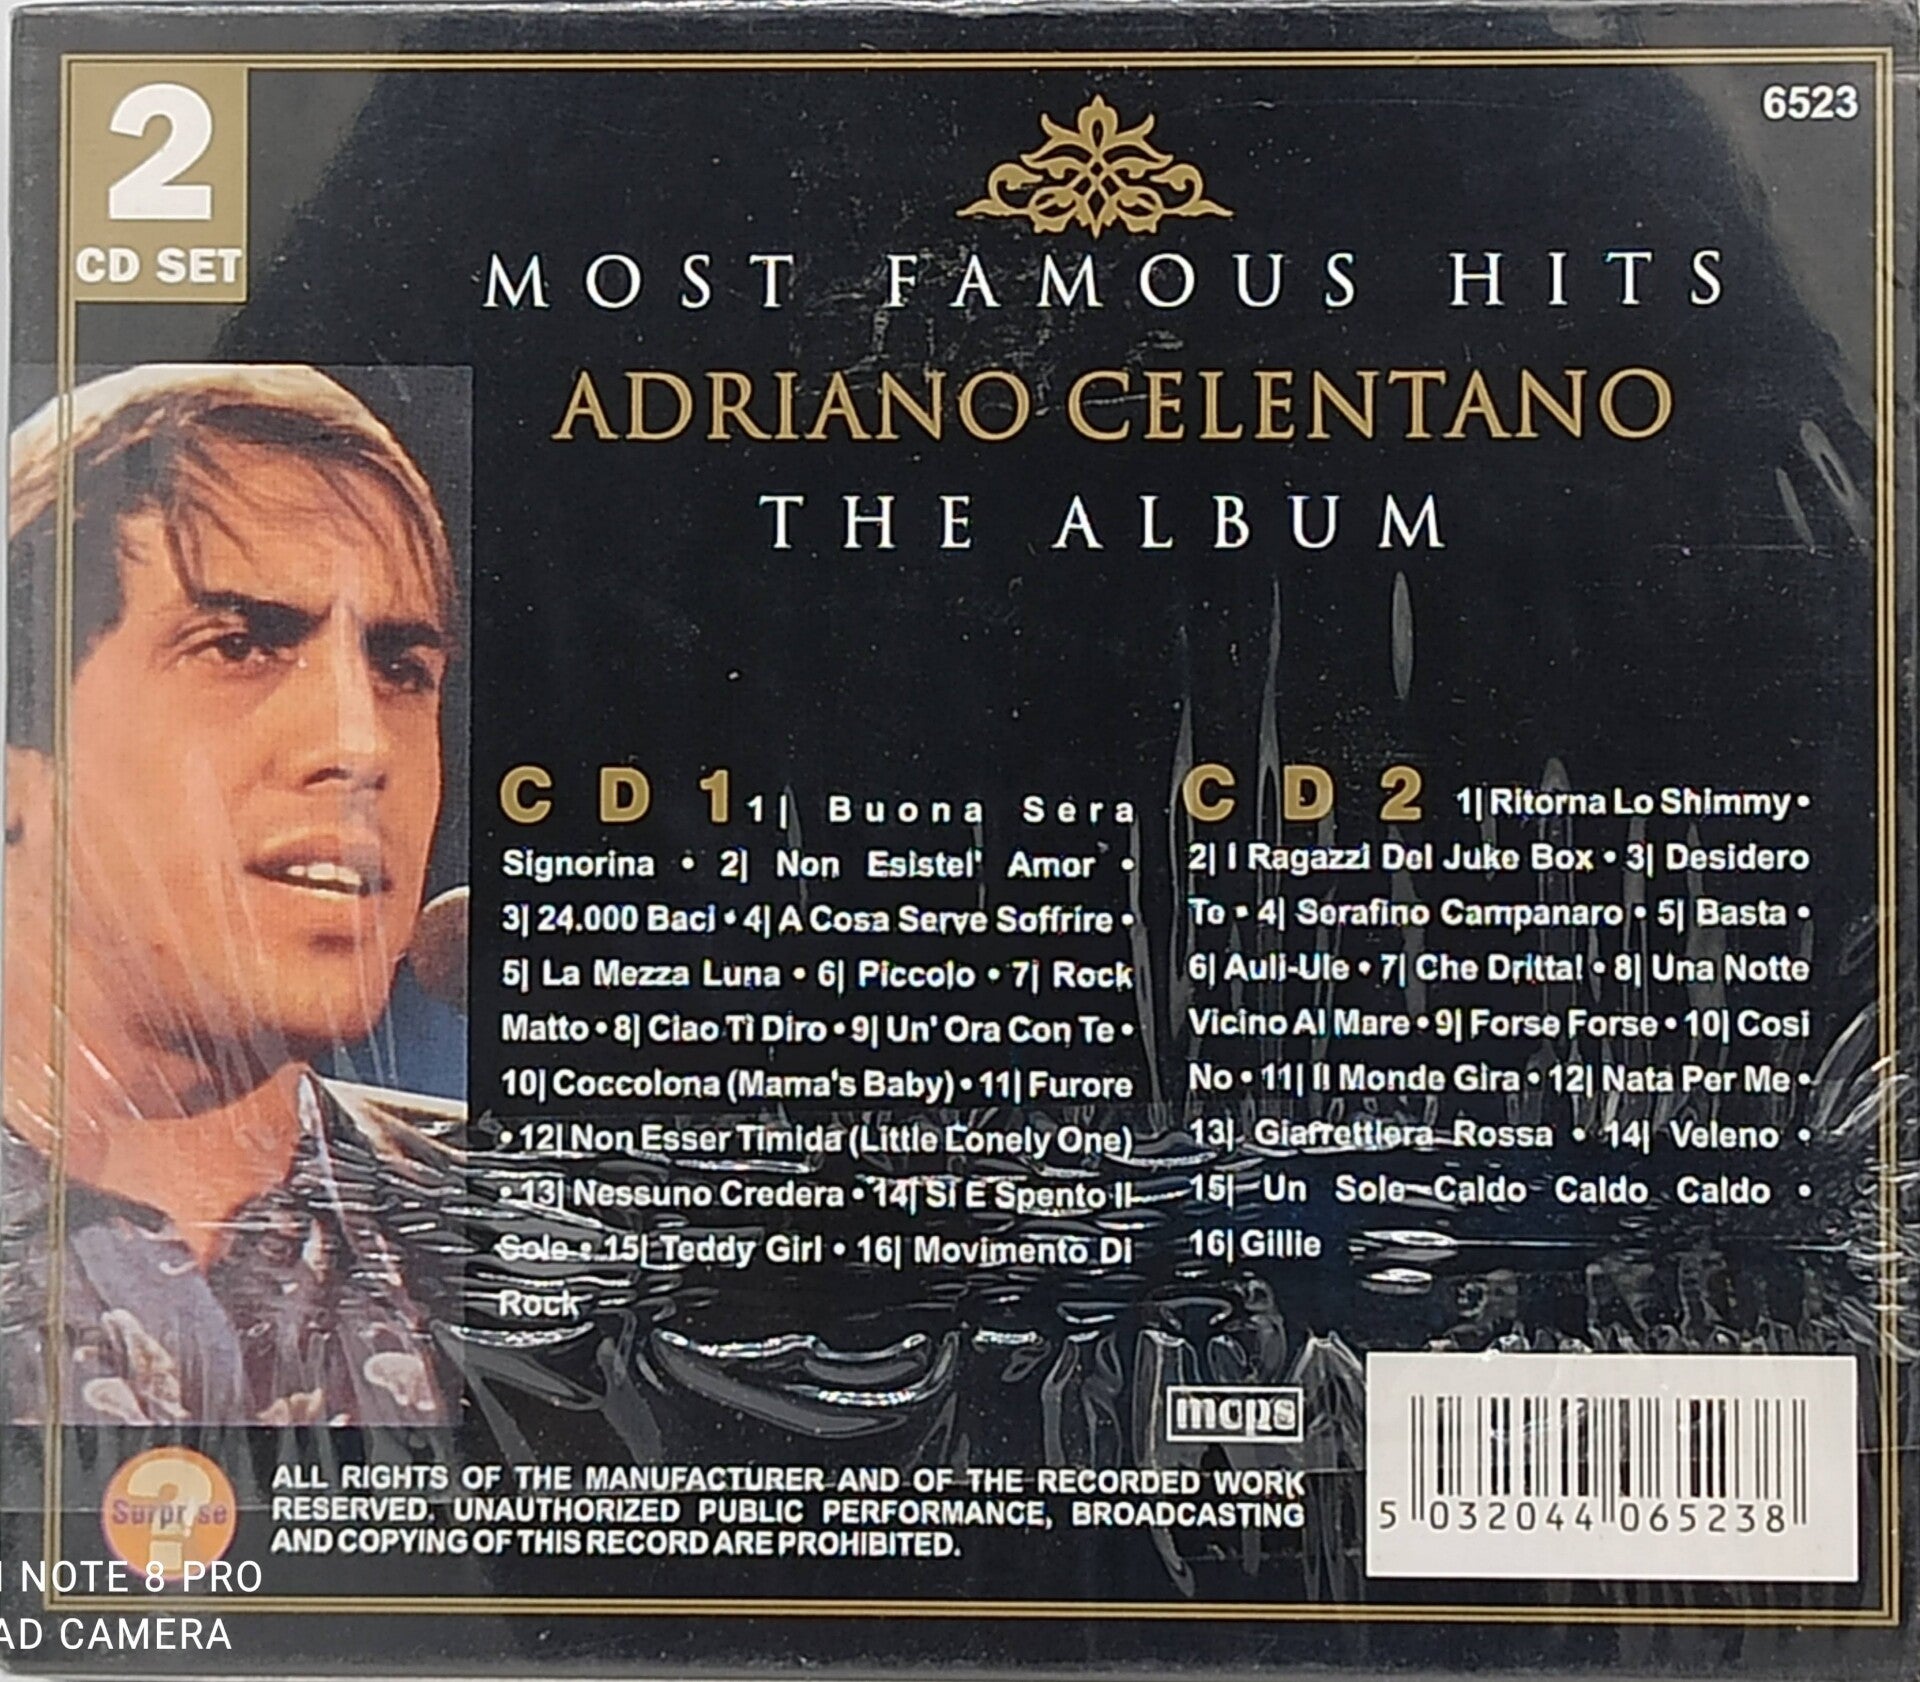 2
CD SET
6523
MOST FAMOUS HITS
ADRIANO CELENTANO
THE ALBUM
CD 1 1| Buona Sera
Signorina • 2| Non Esistel' Amor •
3| 24.000 Baci • 4| A Cosa Serve Soffrire •
5| La Mezza Luna • 6| Piccolo • 7| Rock
Matto • 8| Ciao Ti Diro • 9| Un' Ora Con Te •
10| Coccolona (Mama's Baby) • 11| Furore
• 12| Non Esser Timida (Little Lonely One)
• 13| Nessuno Credera • 14| Si E Spento Il
Sole • 15| Teddy Girl • 16| Movimento Di
Rock
CD 2 1| Ritorna Lo Shimmy •
2| I Ragazzi Del Juke Box • 3| Desidero
Te • 4| Serafino Campanaro • 5| Basta •
6| Auli-Ule • 7| Che Dritta! • 8| Una Notte
Vicino Al Mare • 9| Forse Forse • 10| Cosi
No • 11| Il Monde Gira • 12| Nata Per Me •
13| Giarrettiera Rossa • 14| Veleno •
15| Un Sole Caldo Caldo Caldo •
16| Gillie
mcps
?
Surprise
ALL RIGHTS OF THE MANUFACTURER AND OF THE RECORDED WORK
RESERVED. UNAUTHORIZED PUBLIC PERFORMANCE, BROADCASTING
AND COPYING OF THIS RECORD ARE PROHIBITED.
5 032044 065238
NOTE 8 PRO
AD CAMERA